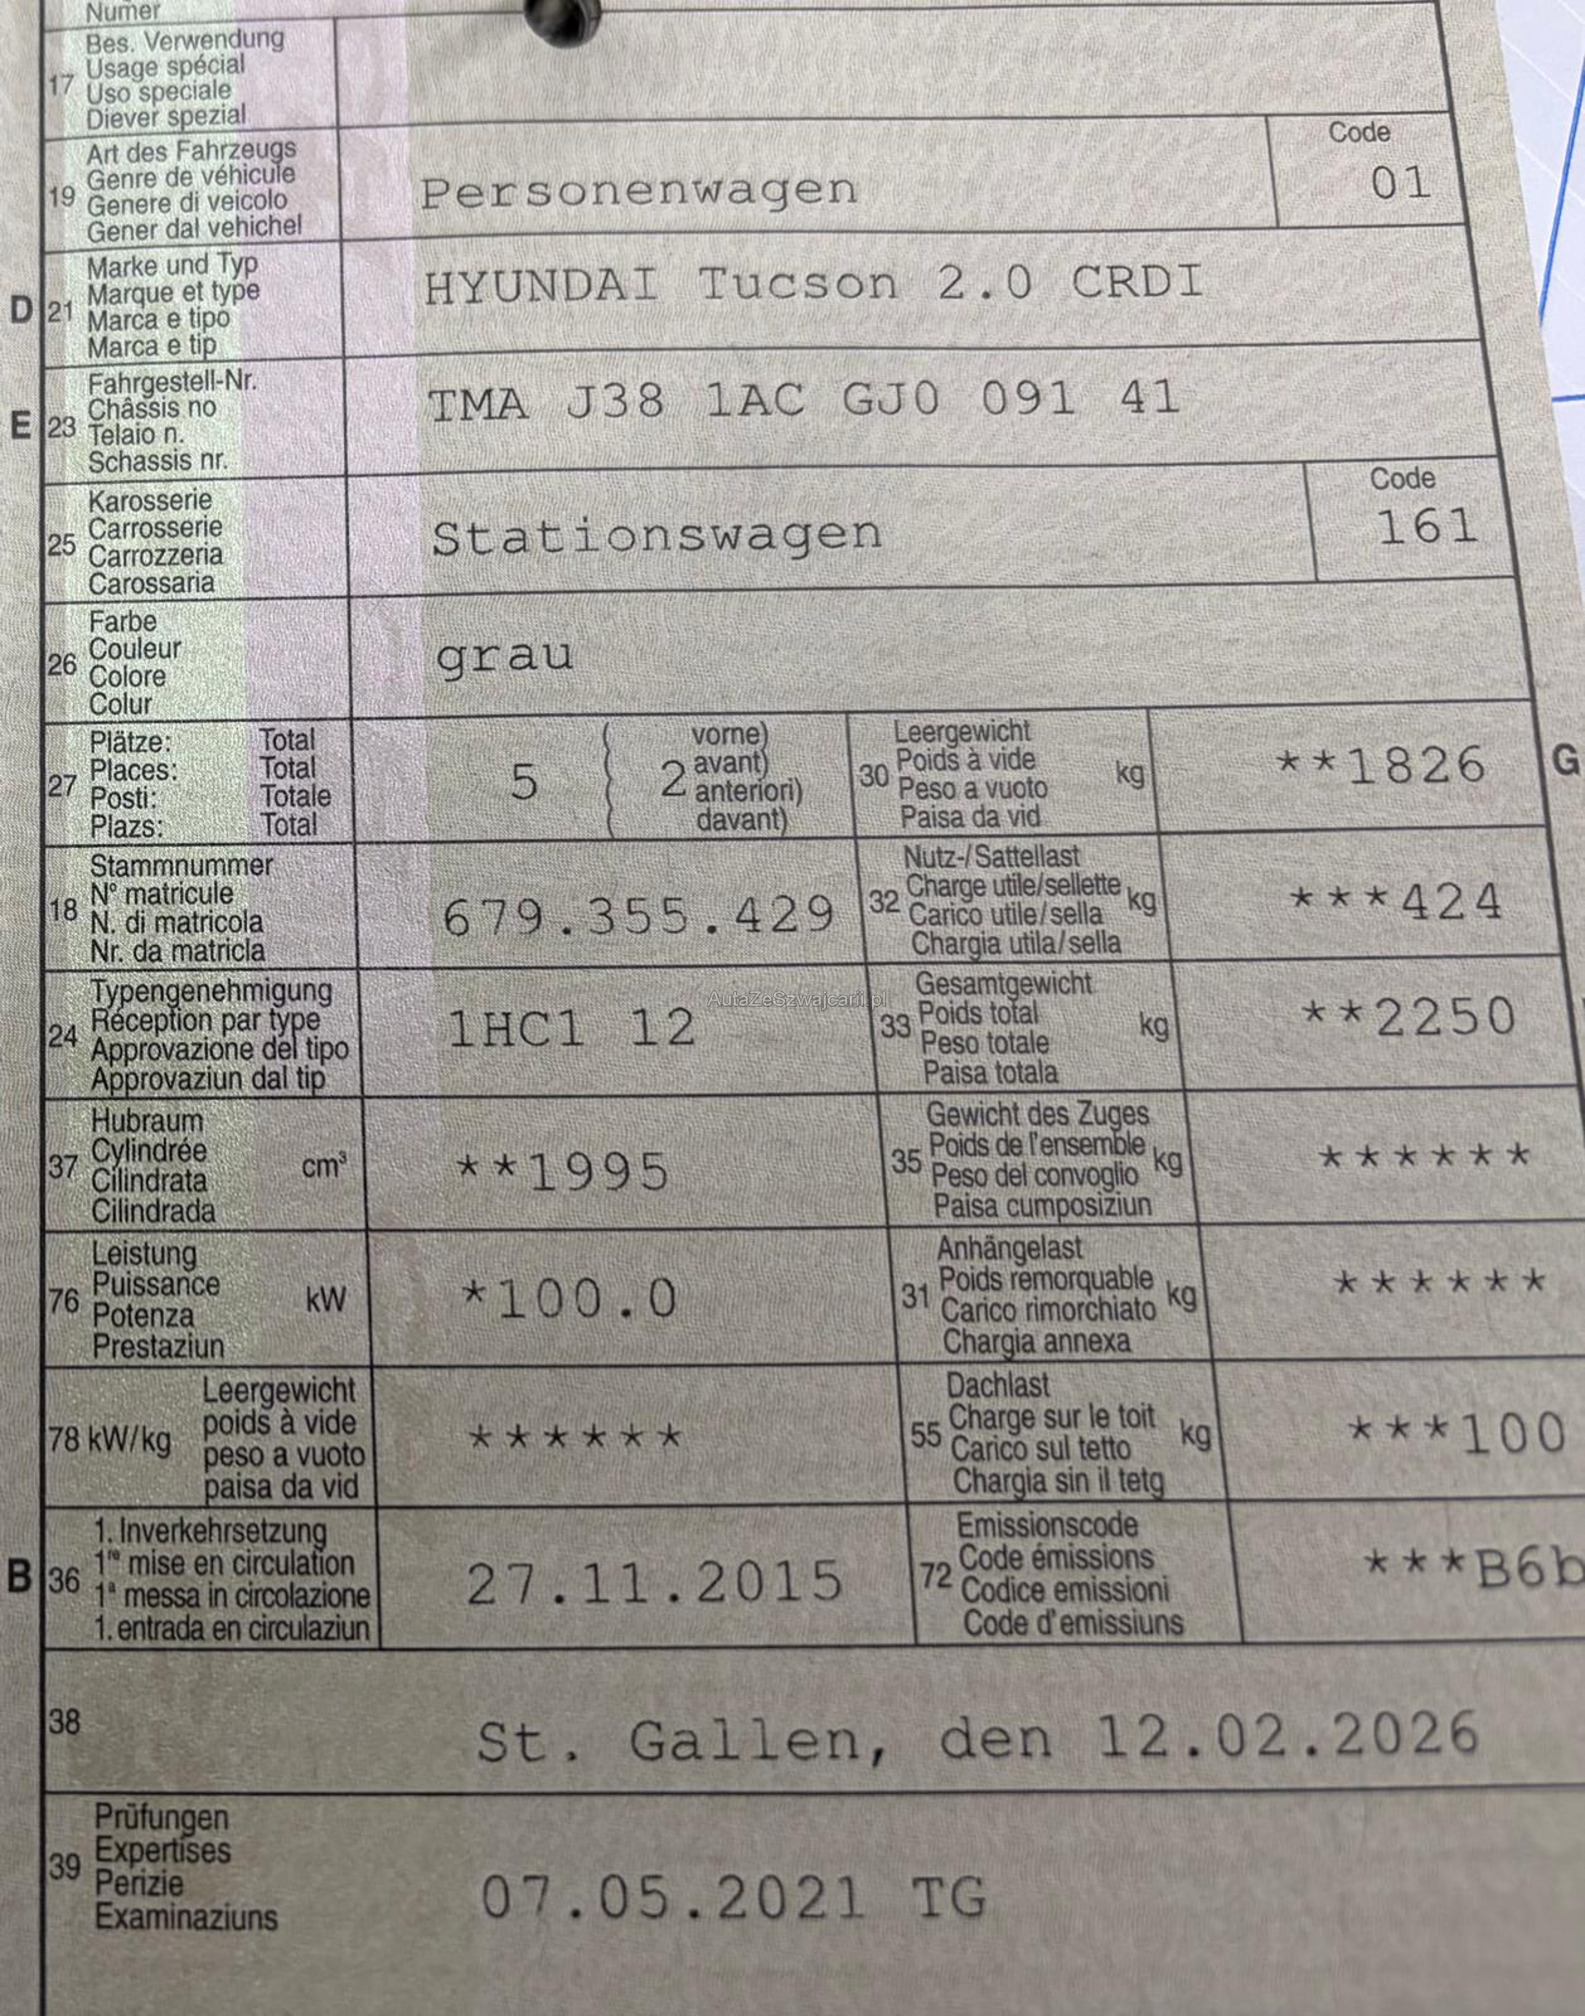 Numer
17 Bes. Verwendung
Usage spécial
Uso speciale
Diever spezial
19 Art des Fahrzeugs
Genre de véhicule
Genere di veicolo
Gener dal vehichel
Personenwagen
Code
01
D 21 Marke und Typ
Marque et type
Marca e tipo
Marca e tip
HYUNDAI Tucson 2.0 CRDI
E 23 Fahrgestell-Nr.
Châssis no
Telaio n.
Schassis nr.
TMA J38 1AC GJ0 091 41
25 Karosserie
Carrosserie
Carrozzeria
Carossaria
Stationswagen
Code
161
26 Farbe
Couleur
Colore
Colur
grau
27 Plätze: Total
Places: Total
Posti: Totale
Plazs: Total
5 ( 2 vorne)
avant)
anteriori)
davant)
30 Leergewicht
Poids à vide
Peso a vuoto
Paisa da vid
kg
**1826
G
18 Stammnummer
N° matricule
N. di matricola
Nr. da matricla
679.355.429
32 Nutz-/Sattellast
Charge utile/sellette
Carico utile/sella
Chargia utila/sella
kg
***424
24 Typengenehmigung
Réception par type
Approvazione del tipo
Approvaziun dal tip
1HC1 12
AutaZeSzwajcarii.pl
33 Gesamtgewicht
Poids total
Peso totale
Paisa totala
kg
**2250
37 Hubraum
Cylindrée
Cilindrata
Cilindrada
cm³
**1995
35 Gewicht des Zuges
Poids de l'ensemble
Peso del convoglio
Paisa cumposiziun
kg
******
76 Leistung
Puissance
Potenza
Prestaziun
kW
*100.0
31 Anhängelast
Poids remorquable
Carico rimorchiato
Chargia annexa
kg
******
78 kW/kg Leergewicht
poids à vide
peso a vuoto
paisa da vid
******
55 Dachlast
Charge sur le toit
Carico sul tetto
Chargia sin il tetg
kg
***100
B 36 1. Inverkehrsetzung
1re mise en circulation
1a messa in circolazione
1. entrada en circulaziun
27.11.2015
72 Emissionscode
Code émissions
Codice emissioni
Code d'emissiuns
***B6b
38 St. Gallen, den 12.02.2026
39 Prüfungen
Expertises
Perizie
Examinaziuns
07.05.2021 TG